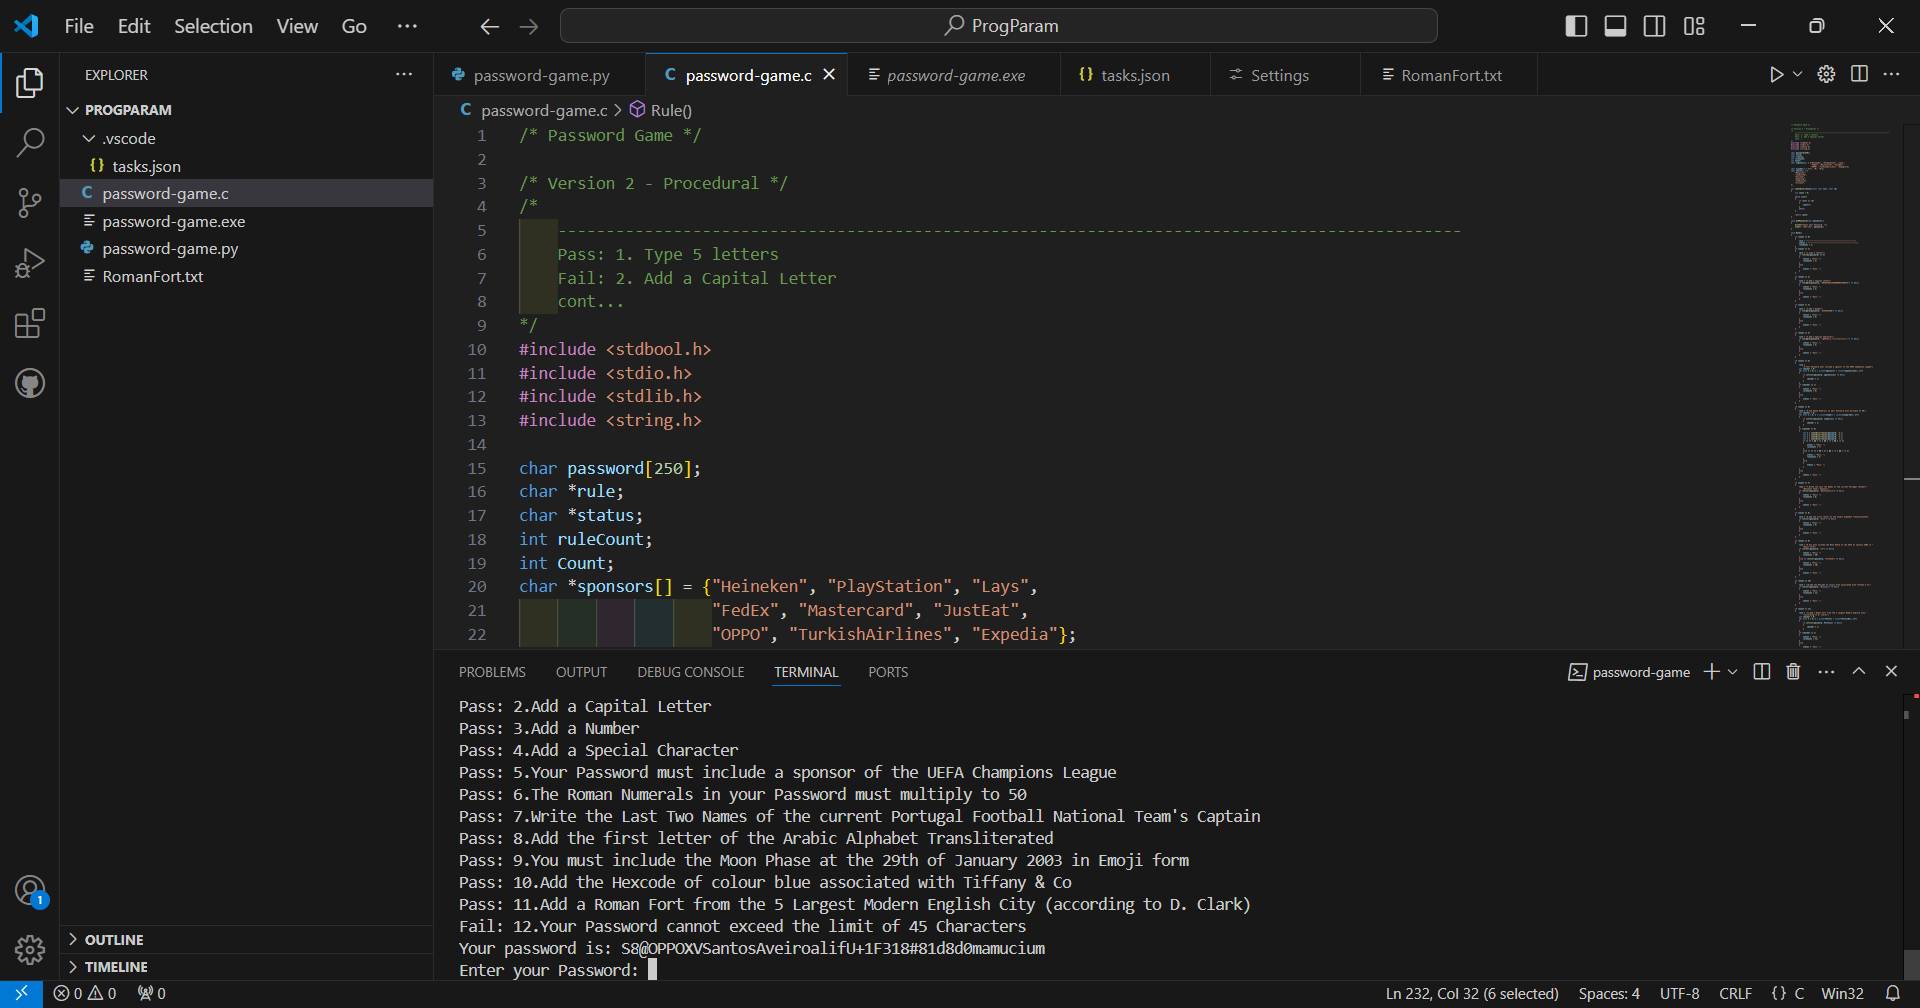 File Edit Selection View Go ··· ProgParam
EXPLORER
PROGPARAM
.vscode
tasks.json
password-game.c
password-game.exe
password-game.py
RomanFort.txt
OUTLINE
TIMELINE
1
password-game.py password-game.c password-game.exe tasks.json Settings RomanFort.txt
C password-game.c > Rule()
1 /* Password Game */
2
3 /* Version 2 - Procedural */
4 /*
5 ----------------------------------------------------------------------------------------------
6 Pass: 1. Type 5 letters
7 Fail: 2. Add a Capital Letter
8 cont...
9 */
10 #include <stdbool.h>
11 #include <stdio.h>
12 #include <stdlib.h>
13 #include <string.h>
14
15 char password[250];
16 char *rule;
17 char *status;
18 int ruleCount;
19 int Count;
20 char *sponsors[] = {"Heineken", "PlayStation", "Lays",
21 "FedEx", "Mastercard", "JustEat",
22 "OPPO", "TurkishAirlines", "Expedia"};
PROBLEMS OUTPUT DEBUG CONSOLE TERMINAL PORTS password-game
Pass: 2.Add a Capital Letter
Pass: 3.Add a Number
Pass: 4.Add a Special Character
Pass: 5.Your Password must include a sponsor of the UEFA Champions League
Pass: 6.The Roman Numerals in your Password must multiply to 50
Pass: 7.Write the Last Two Names of the current Portugal Football National Team's Captain
Pass: 8.Add the first letter of the Arabic Alphabet Transliterated
Pass: 9.You must include the Moon Phase at the 29th of January 2003 in Emoji form
Pass: 10.Add the Hexcode of colour blue associated with Tiffany & Co
Pass: 11.Add a Roman Fort from the 5 Largest Modern English City (according to D. Clark)
Fail: 12.Your Password cannot exceed the limit of 45 Characters
Your password is: S8@OPPOXVSantosAveiroalifU+1F318#81d8d0mamucium
Enter your Password:
0 0 0 Ln 232, Col 32 (6 selected) Spaces: 4 UTF-8 CRLF {} C Win32